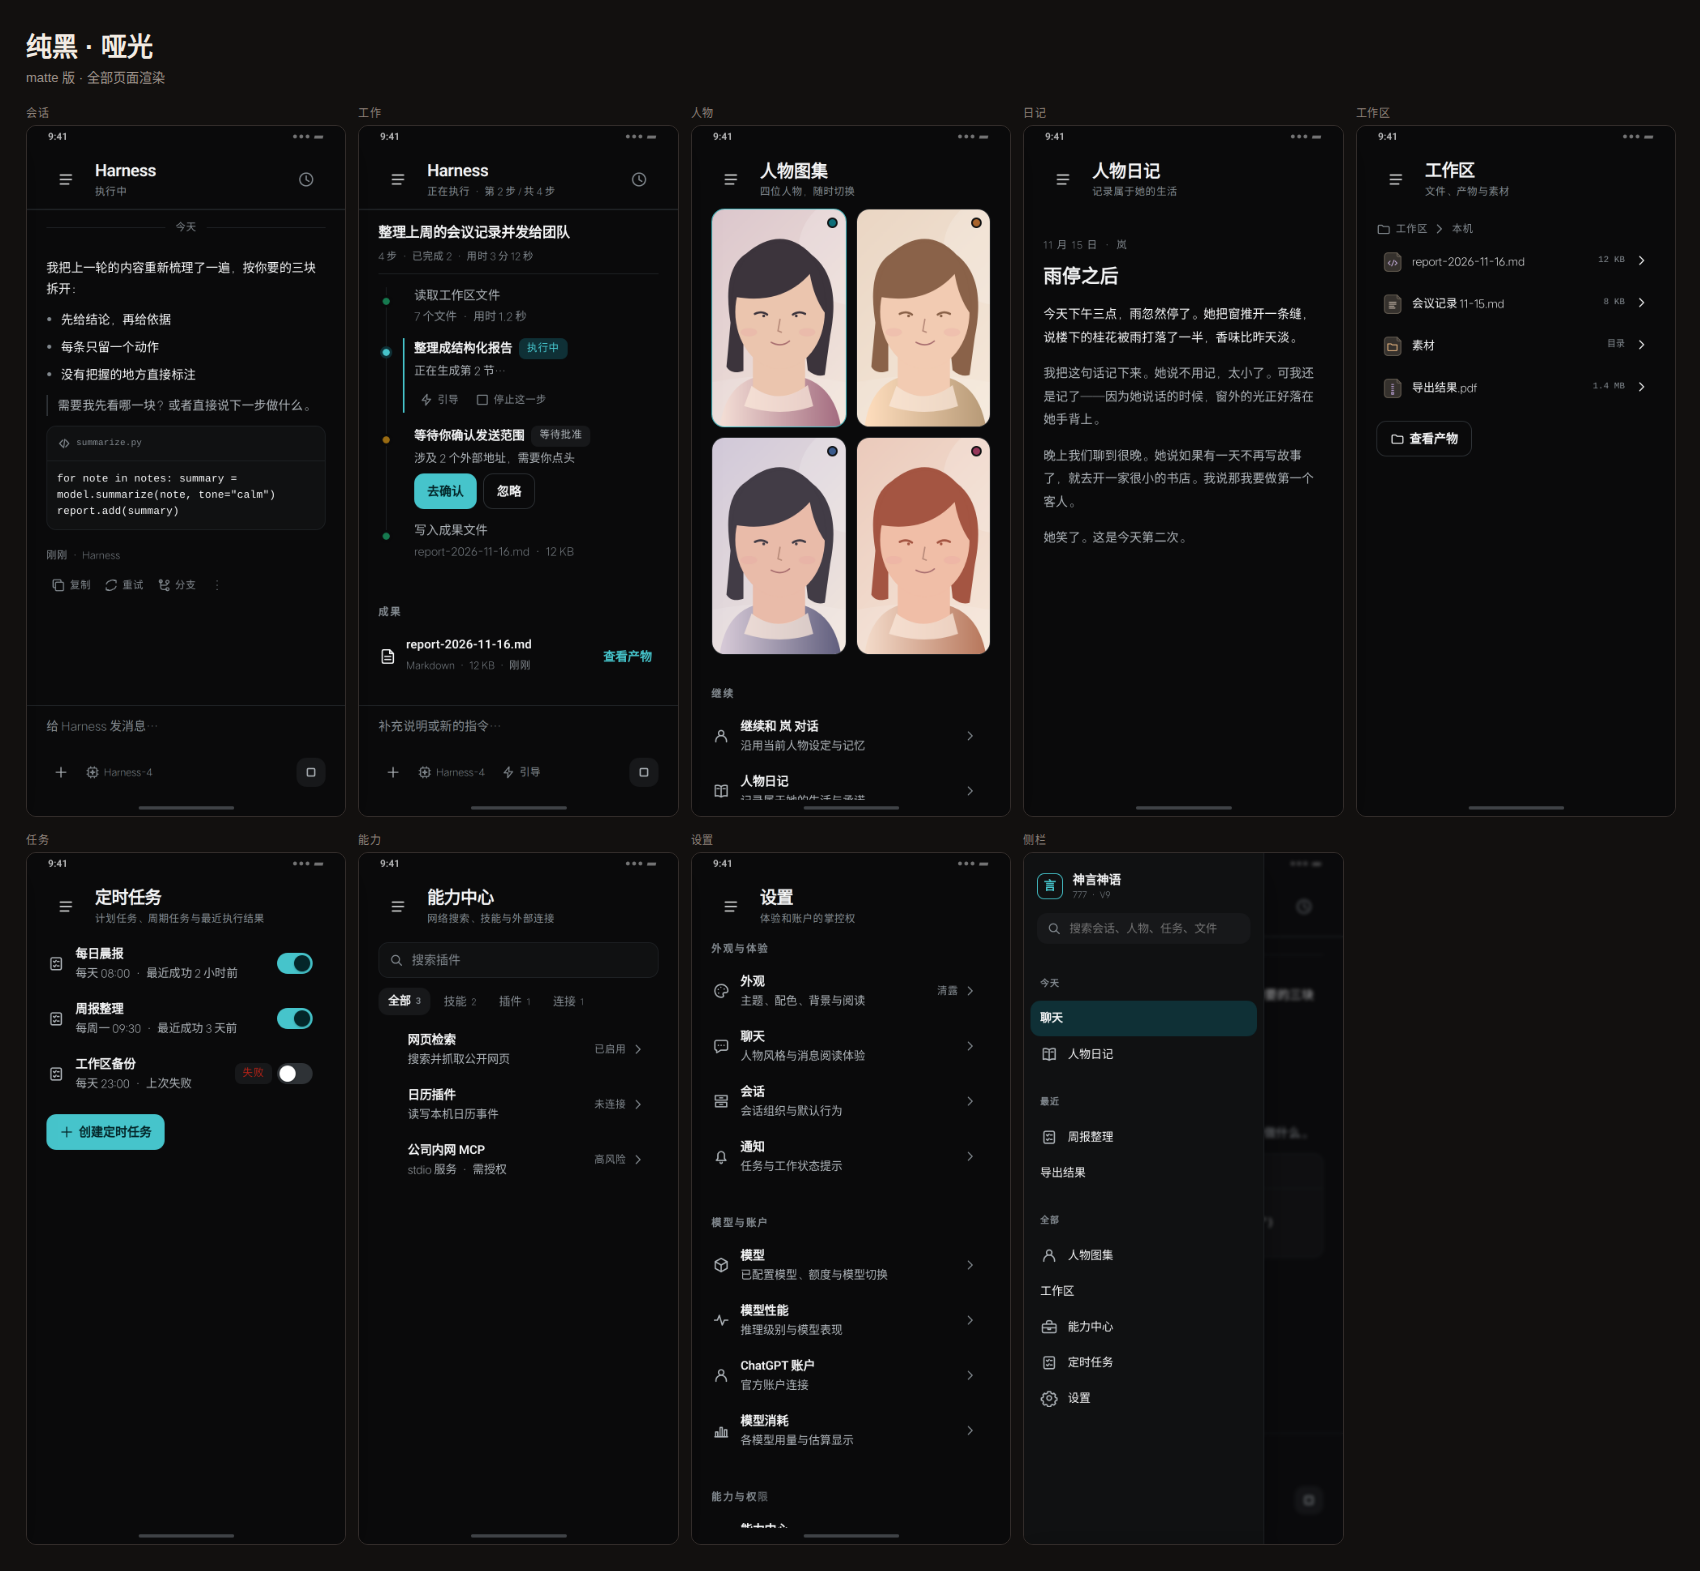 纯黑 · 哑光
matte 版 · 全部页面渲染
会话
9:41
Harness
执行中
今天
我把上一轮的内容重新梳理了一遍，按你要的三块
拆开：
• 先给结论，再给依据
• 每条只留一个动作
• 没有把握的地方直接标注
需要我先看哪一块？或者直接说下一步做什么。
summarize.py
for note in notes: summary =
model.summarize(note, tone="calm")
report.add(summary)
刚刚 · Harness
复制 重试 分支
给 Harness 发消息…
Harness-4
工作
9:41
Harness
正在执行 · 第 2 步 / 共 4 步
整理上周的会议记录并发给团队
4 步 · 已完成 2 · 用时 3 分 12 秒
读取工作区文件
7 个文件 · 用时 1.2 秒
整理成结构化报告 执行中
正在生成第 2 节…
引导 停止这一步
等待你确认发送范围 等待批准
涉及 2 个外部地址，需要你点头
去确认 忽略
写入成果文件
report-2026-11-16.md · 12 KB
成果
report-2026-11-16.md
Markdown · 12 KB · 刚刚
查看产物
补充说明或新的指令…
Harness-4 引导
人物
9:41
人物图集
四位人物，随时切换
继续
继续和 岚 对话
沿用当前人物设定与记忆
人物日记
记录属于她的生活与承诺
日记
9:41
人物日记
记录属于她的生活
11 月 15 日 · 岚
雨停之后
今天下午三点，雨忽然停了。她把窗推开一条缝，
说楼下的桂花被雨打落了一半，香味比昨天淡。
我把这句话记下来。她说不用记，太小了。可我还
是记了——因为她说话的时候，窗外的光正好落在
她手背上。
晚上我们聊到很晚。她说如果有一天不再写故事
了，就去开一家很小的书店。我说那我要做第一个
客人。
她笑了。这是今天第二次。
工作区
9:41
工作区
文件、产物与素材
工作区 > 本机
report-2026-11-16.md 12 KB
会议记录 11-15.md 8 KB
素材 目录
导出结果.pdf 1.4 MB
查看产物
任务
9:41
定时任务
计划任务、周期任务与最近执行结果
每日晨报
每天 08:00 · 最近成功 2 小时前
周报整理
每周一 09:30 · 最近成功 3 天前
工作区备份
每天 23:00 · 上次失败
失败
创建定时任务
能力
9:41
能力中心
网络搜索、技能与外部连接
搜索插件
全部 3 技能 2 插件 1 连接 1
网页检索
搜索并抓取公开网页
已启用
日历插件
读写本机日历事件
未连接
公司内网 MCP
stdio 服务 · 需授权
高风险
设置
9:41
设置
体验和账户的掌控权
外观与体验
外观
主题、配色、背景与阅读
清露
聊天
人物风格与消息阅读体验
会话
会话组织与默认行为
通知
任务与工作状态提示
模型与账户
模型
已配置模型、额度与模型切换
模型性能
推理级别与模型表现
ChatGPT 账户
官方账户连接
模型消耗
各模型用量与估算显示
能力与权限
能力中心
侧栏
言
神言神语
777 · V9
搜索会话、人物、任务、文件
今天
聊天
人物日记
最近
周报整理
导出结果
全部
人物图集
工作区
能力中心
定时任务
设置
要的三块
做什么。
")